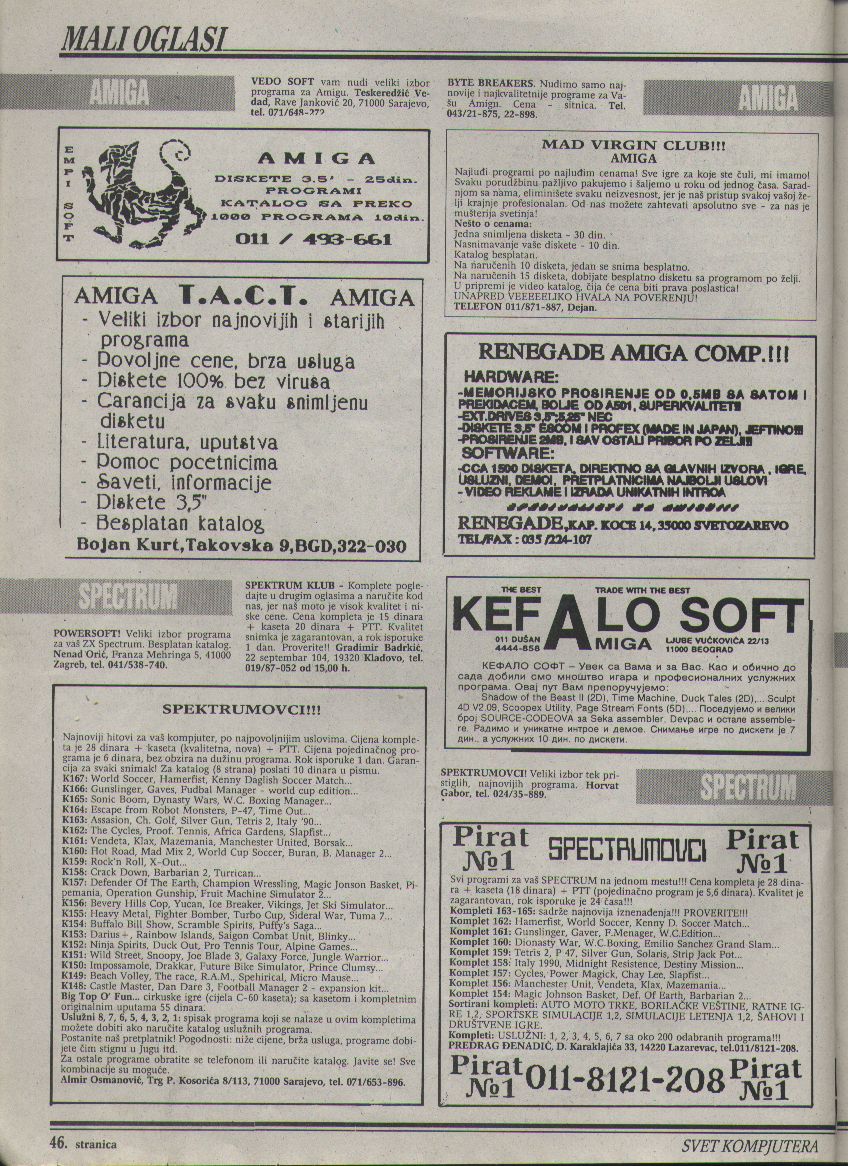 MALI OGLASI
AMIGA
VEDO SOFT vam nudi veliki izbor
programa za Amigu. Teskeredžić Ve-
dad, Rave Janković 20, 71000 Sarajevo,
tel. 071/648-
EMPI SOFT
AMIGA
DISKETE 3.5' - 25din.
PROGRAMI
KATALOG SA PREKO
1000 PROGRAMA 10din.
011 / 493-661
AMIGA T.A.C.T. AMIGA
- Veliki izbor najnovijih i starijih
programa
- Povoljne cene, brza usluga
- Diskete 100% bez virusa
- Garancija za svaku snimljenu
disketu
- Literatura, uputstva
- Pomoc pocetnicima
- Saveti, informacije
- Diskete 3,5"
- Besplatan katalog
Bojan Kurt,Takovska 9,BGD,322-030
SPECTRUM
POWERSOFT! Veliki izbor programa
za vaš ZX Spectrum. Besplatan katalog.
Nenad Orić, Franza Mehringa 5, 41000
Zagreb, tel. 041/538-740.
SPEKTRUM KLUB - Komplete pogle-
dajte u drugim oglasima a naručite kod
nas, jer naš moto je visok kvalitet i ni-
ske cene. Cena kompleta je 15 dinara
+ kaseta 20 dinara + PTT. Kvalitet
snimka je zagarantovan, a rok isporuke
1 dan. Proverite!! Gradimir Badrkić,
22 septembar 104, 19320 Kladovo, tel.
019/87-052 od 15,00 h.
SPEKTRUMOVCI!!!
Najnoviji hitovi za vaš kompjuter, po najpovoljnijim uslovima. Cijena komple-
ta je 28 dinara + kaseta (kvalitetna, nova) + PTT. Cijena pojedinačnog pro-
grama je 6 dinara, bez obzira na dužinu programa. Rok isporuke 1 dan. Garan-
cija za svaki snimak! Za katalog (8 strana) poslati 10 dinara u pismu.
K167: World Soccer, Hamerfist, Kenny Daglish Soccer Match...
K166: Gunslinger, Gaves, Fudbal Manager - world cup edition...
K165: Sonic Boom, Dynasty Wars, W.C. Boxing Manager...
K164: Escape from Robot Monsters, P-47, Time Out...
K163: Assasion, Ch. Golf, Silver Gun, Tetris 2, Italy '90...
K162: The Cycles, Proof. Tennis, Africa Gardens, Slapfist...
K161: Vendeta, Klax, Mazemania, Manchester United, Borsak...
K160: Hot Road, Mad Mix 2, World Cup Soccer, Buran, B. Manager 2...
K159: Rock'n Roll, X-Out...
K158: Crack Down, Barbarian 2, Turrican...
K157: Defender Of The Earth, Champion Wressling, Magic Jonson Basket, Pi-
pemania, Operation Gunship, Fruit Machine Simulator 2...
K156: Bevery Hills Cop, Yucan, Ice Breaker, Vikings, Jet Ski Simulator...
K155: Heavy Metal, Fighter Bomber, Turbo Cup, Sideral War, Tuma 7...
K154: Buffalo Bill Show, Scramble Spirits, Puffy's Saga...
K153: Darius+, Rainbow Islands, Saigon Combat Unit, Blinky...
K152: Ninja Spirits, Duck Out, Pro Tennis Tour, Alpine Games...
K151: Wild Street, Snoopy, Joe Blade 3, Galaxy Force, Jungle Warrior...
K150: Impossamole, Drakkar, Future Bike Simulator, Prince Clumsy...
K149: Beach Volley, The race, R.A.M., Spehirical, Micro Mause...
K148: Castle Master, Dan Dare 3, Football Manager 2 - expansion kit...
Big Top O' Fun... cirkuske igre (cijela C-60 kaseta); sa kasetom i kompletnim
originalnim uputama 55 dinara.
Uslužni 8, 7, 6, 5, 4, 3, 2, 1: spisak programa koji se nalaze u ovim kompletima
možete dobiti ako naručite katalog uslužnih programa.
Postanite naš pretplatnik! Pogodnosti: niže cijene, brža usluga, programe dobi-
jete čim stignu u Jugu itd.
Za ostale programe obratite se telefonom ili naručite katalog. Javite se! Sve
kombinacije su moguće.
Almir Osmanović, Trg P. Kosorića 8/113, 71000 Sarajevo, tel. 071/653-896.
BYTE BREAKERS. Nudimo samo naj-
novije i najkvalitetnije programe za Va-
šu Amigu. Cena - sitnica. Tel.
043/21-875, 22-898.
AMIGA
MAD VIRGIN CLUB!!!
AMIGA
Najluđi programi po najluđim cenama! Sve igre za koje ste čuli, mi imamo!
Svaku porudžbinu pažljivo pakujemo i šaljemo u roku od jednog časa. Sarad-
njom sa nama, eliminišete svaku neizvesnost, jer je naš pristup svakoj vašoj že-
lji krajnje profesionalan. Od nas možete zahtevati apsolutno sve - za nas je
mušterija svetinja!
Nešto o cenama:
Jedna snimljena disketa - 30 din.
Nasnimavanje vaše diskete - 10 din.
Katalog besplatan.
Na naručenih 10 disketa, jedan se snima besplatno.
Na naručenih 15 disketa, dobijate besplatno disketu sa programom po želji.
U pripremi je video katalog, čija će cena biti prava poslastica!
UNAPRED VEEEEELIKO HVALA NA POVERENJU!
TELEFON 011/871-887, Dejan.
RENEGADE AMIGA COMP.!!!
HARDWARE:
-MEMORIJSKO PROSIRENJE OD 0,5MB SA SATOM I
PREKIDACEM, BOLJE OD A501, SUPERKVALITET!!
-EXT.DRIVES 3,5",5,25" NEC
-DISKETE 3,5" ESCOM I PROFEX (MADE IN JAPAN), JEFTINO!!!
-PROSIRENJE 2MB, I SAV OSTALI PRIBOR PO ZELJI!!
SOFTWARE:
-CCA 1500 DISKETA, DIREKTNO SA GLAVNIH IZVORA , IGRE,
USLUZNI, DEMOI, PRETPLATNICIMA NAJBOLJI USLOVI
-VIDEO REKLAME I IZRADA UNIKATNIH INTROA
RENEGADE,KAP. KOCE 14, 35000 SVETOZAREVO
TEL/FAX : 035 /224-107
THE BEST TRADE WITH THE BEST
KEFALO SOFT
011 DUŠAN
4444-858
AMIGA
LJUBE VUČKOVIĆA 22/13
11000 BEOGRAD
КЕФАЛО СОФТ – Увек са Вама и за Вас. Као и обично до
сада добили смо мноштво игара и професионалних услужних
програма. Овај пут Вам препоручујемо:
Shadow of the Beast II (2D), Time Machine, Duck Tales (2D),... Sculpt
4D V2.09, Scoopex Utility, Page Stream Fonts (5D),... Поседујемо и велики
број SOURCE-CODEOVA за Seka assembler, Devpac и остале assemble-
re. Радимо и уникатне интрое и демое. Снимање игре по дискети је 7
дин.. а услужних 10 дин. по дискети.
SPEKTRUMOVCI! Veliki izbor tek pri-
stiglih, najnovijih programa. Horvat
Gabor, tel. 024/35-889.
SPECTRUM
Pirat №1 SPECTRUMOVCI Pirat №1
Svi programi za vaš SPECTRUM na jednom mestu!!! Cena kompleta je 28 dina-
ra + kaseta (18 dinara) + PTT (pojedinačno program je 5,6 dinara). Kvalitet je
zagarantovan, rok isporuke je 24 časa!!!
Komplet 163-165: sadrže najnovija iznenađenja!!! PROVERITE!!!
Komplet 162: Hamerfist, World Soccer, Kenny D. Soccer Match...
Komplet 161: Gunslinger, Gaver, F.Menager, W.C.Edition...
Komplet 160: Dionasty War, W.C.Boxing, Emilio Sanchez Grand Slam...
Komplet 159: Tetris 2, P 47, Silver Gun, Solaris, Strip Jack Pot...
Komplet 158: Italy 1990, Midnight Resistence, Destiny Mission...
Komplet 157: Cycles, Power Magick, Chay Lee, Slapfist...
Komplet 156: Manchester Unit, Vendeta, Klax, Mazemania...
Komplet 154: Magic Johnson Basket, Def. Of Earth, Barbarian 2...
Sortirani kompleti: AUTO MOTO TRKE, BORILAČKE VEŠTINE, RATNE IG-
RE 1,2, SPORTSKE SIMULACIJE 1,2, SIMULACIJE LETENJA 1,2, ŠAHOVI I
DRUŠTVENE IGRE.
Kompleti: USLUŽNI: 1, 2, 3, 4, 5, 6, 7 sa oko 200 odabranih programa!!!
PREDRAG ĐENADIĆ, D. Karaklajića 33, 14220 Lazarevac, tel.011/8121-208.
Pirat №1 011-8121-208 Pirat №1
46. stranica
SVET KOMPJUTERA